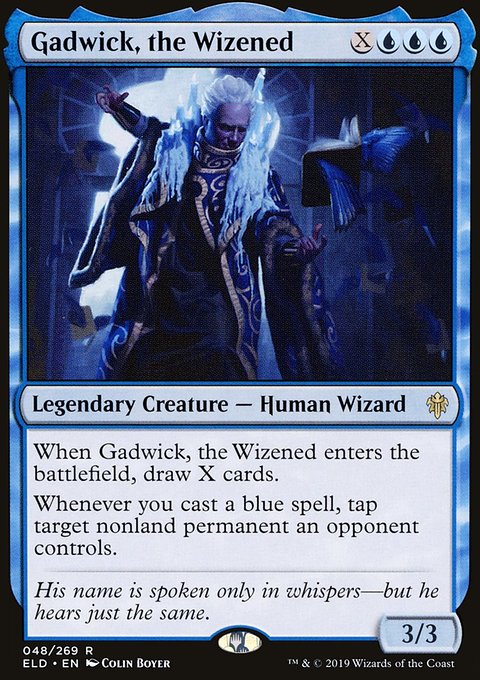 Gadwick, the Wizened X
Legendary Creature — Human Wizard
When Gadwick, the Wizened enters the
battlefield, draw X cards.
Whenever you cast a blue spell, tap
target nonland permanent an opponent
controls.
His name is spoken only in whispers—but he
hears just the same.
3/3
048/269 R
ELD • EN Colin Boyer
™ & © 2019 Wizards of the Coast